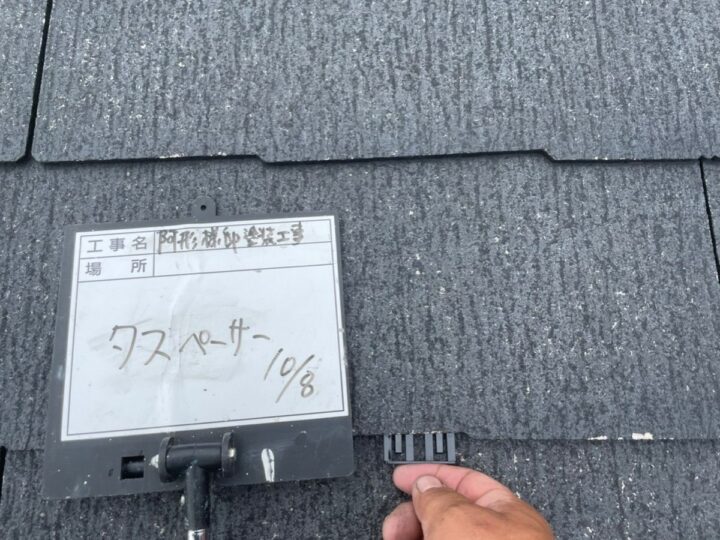 工事名 阿形様邸塗装工事
場所
タスペーサー
10/8